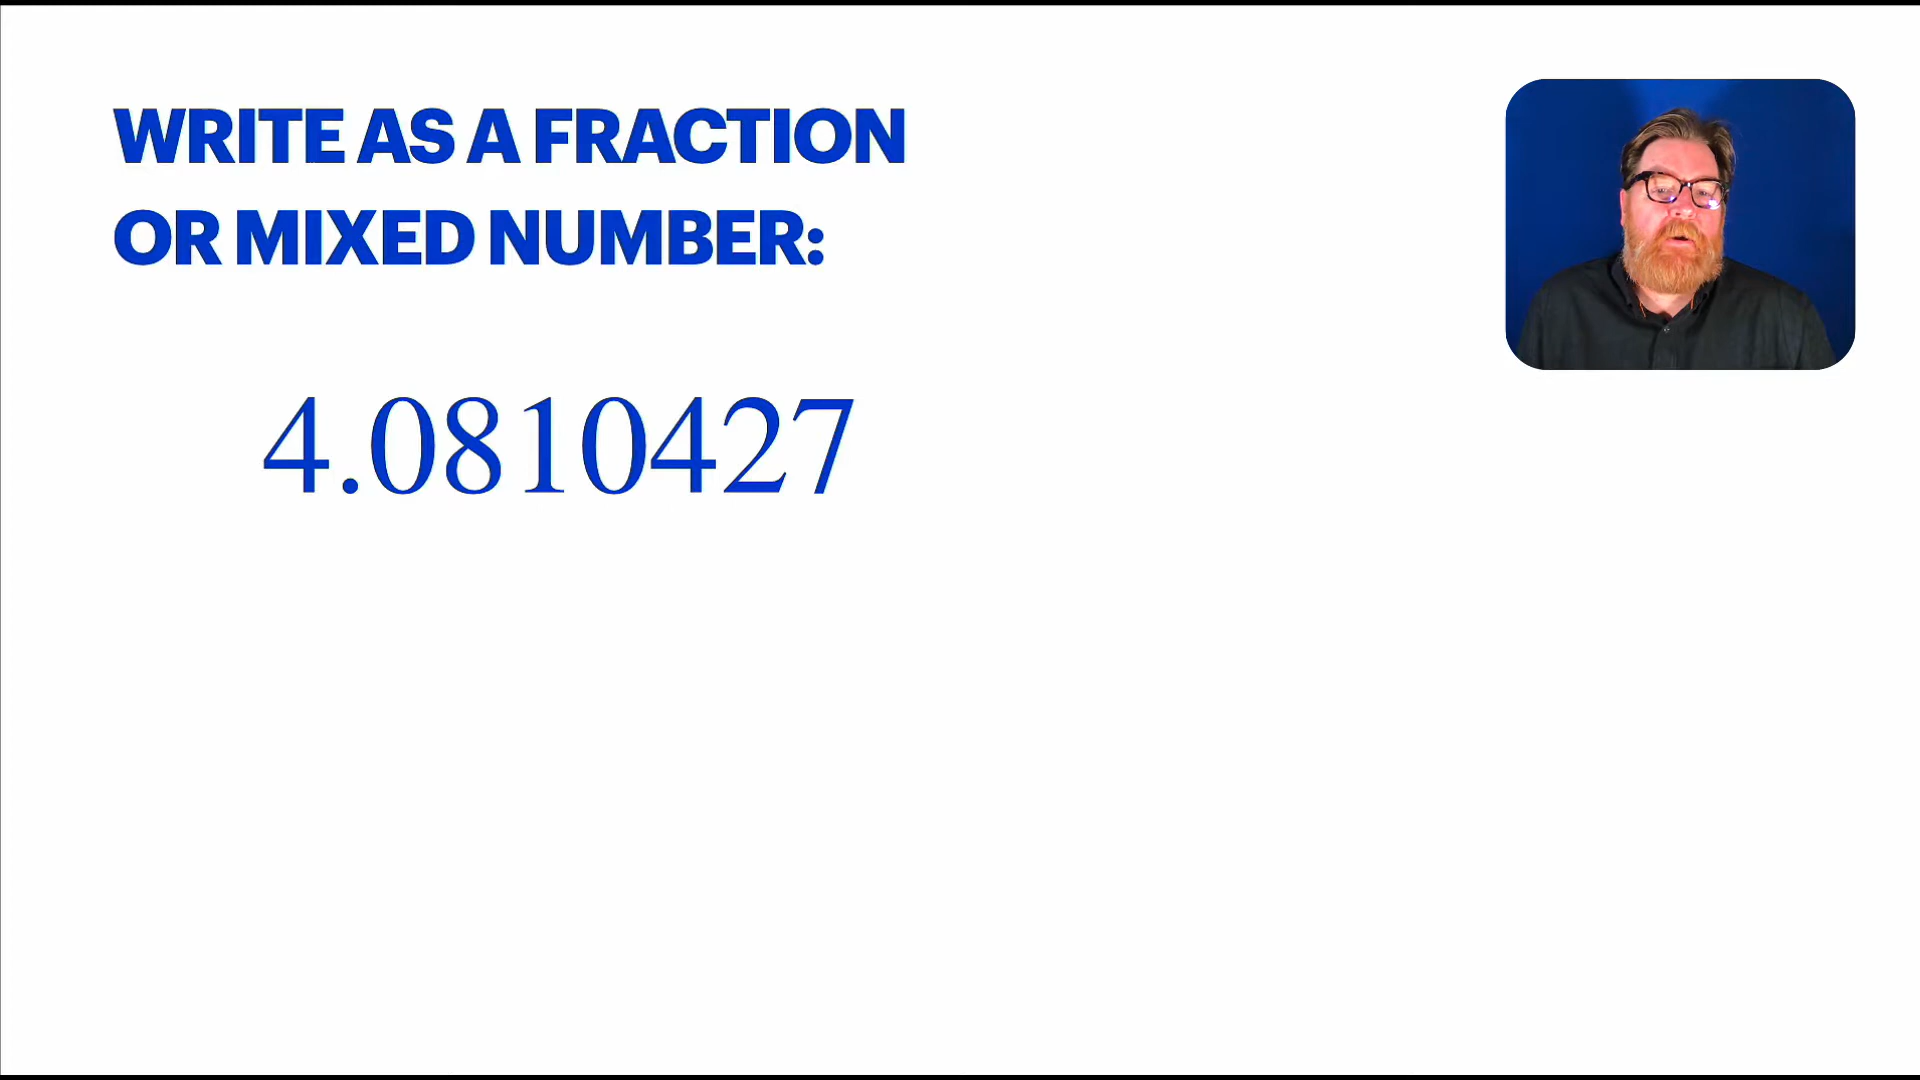 WRITE AS A FRACTION
OR MIXED NUMBER:
4.0810427